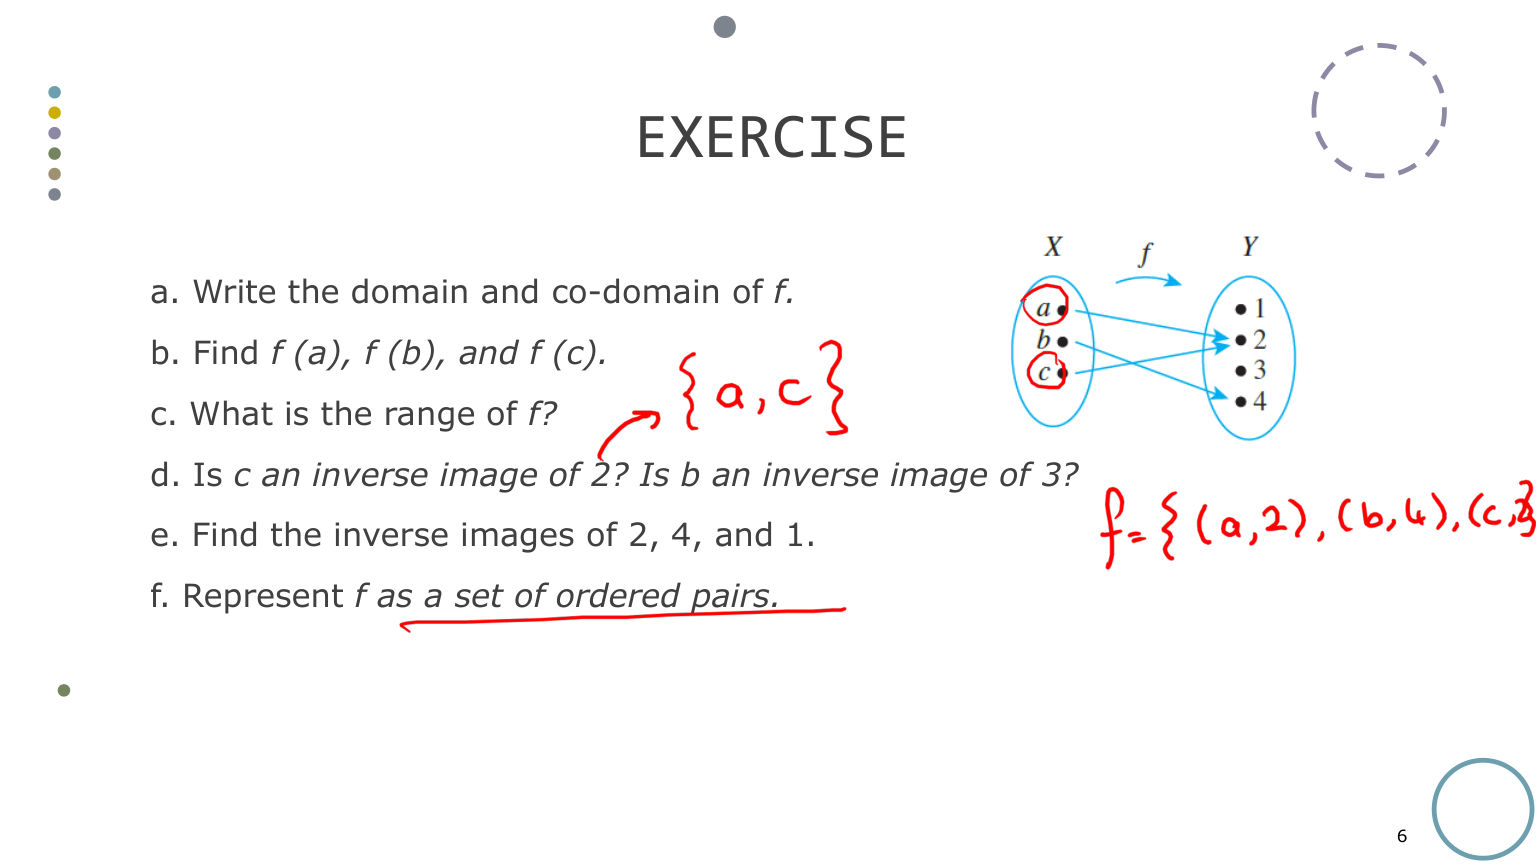 EXERCISE
X f Y
a. Write the domain and co-domain of f.
a 1
b. Find f (a), f (b), and f (c).
b 2
{a, c}
c 3
c. What is the range of f?
4
d. Is c an inverse image of 2? Is b an inverse image of 3?
f = {(a,2), (b,4), (c,
e. Find the inverse images of 2, 4, and 1.
f. Represent f as a set of ordered pairs.
6